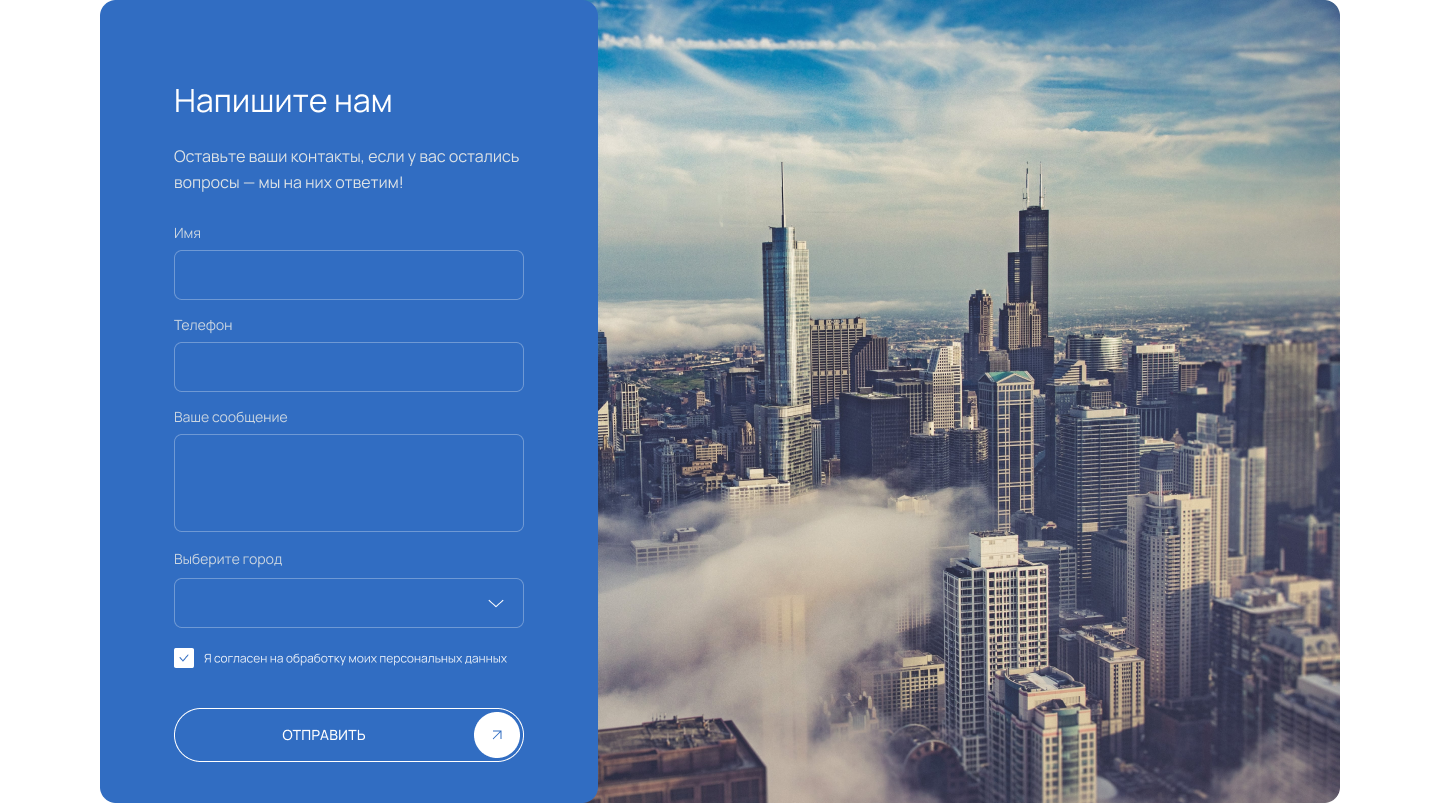 Напишите нам
Оставьте ваши контакты, если у вас остались
вопросы — мы на них ответим!
Имя
Телефон
Ваше сообщение
Выберите город
Я согласен на обработку моих персональных данных
ОТПРАВИТЬ